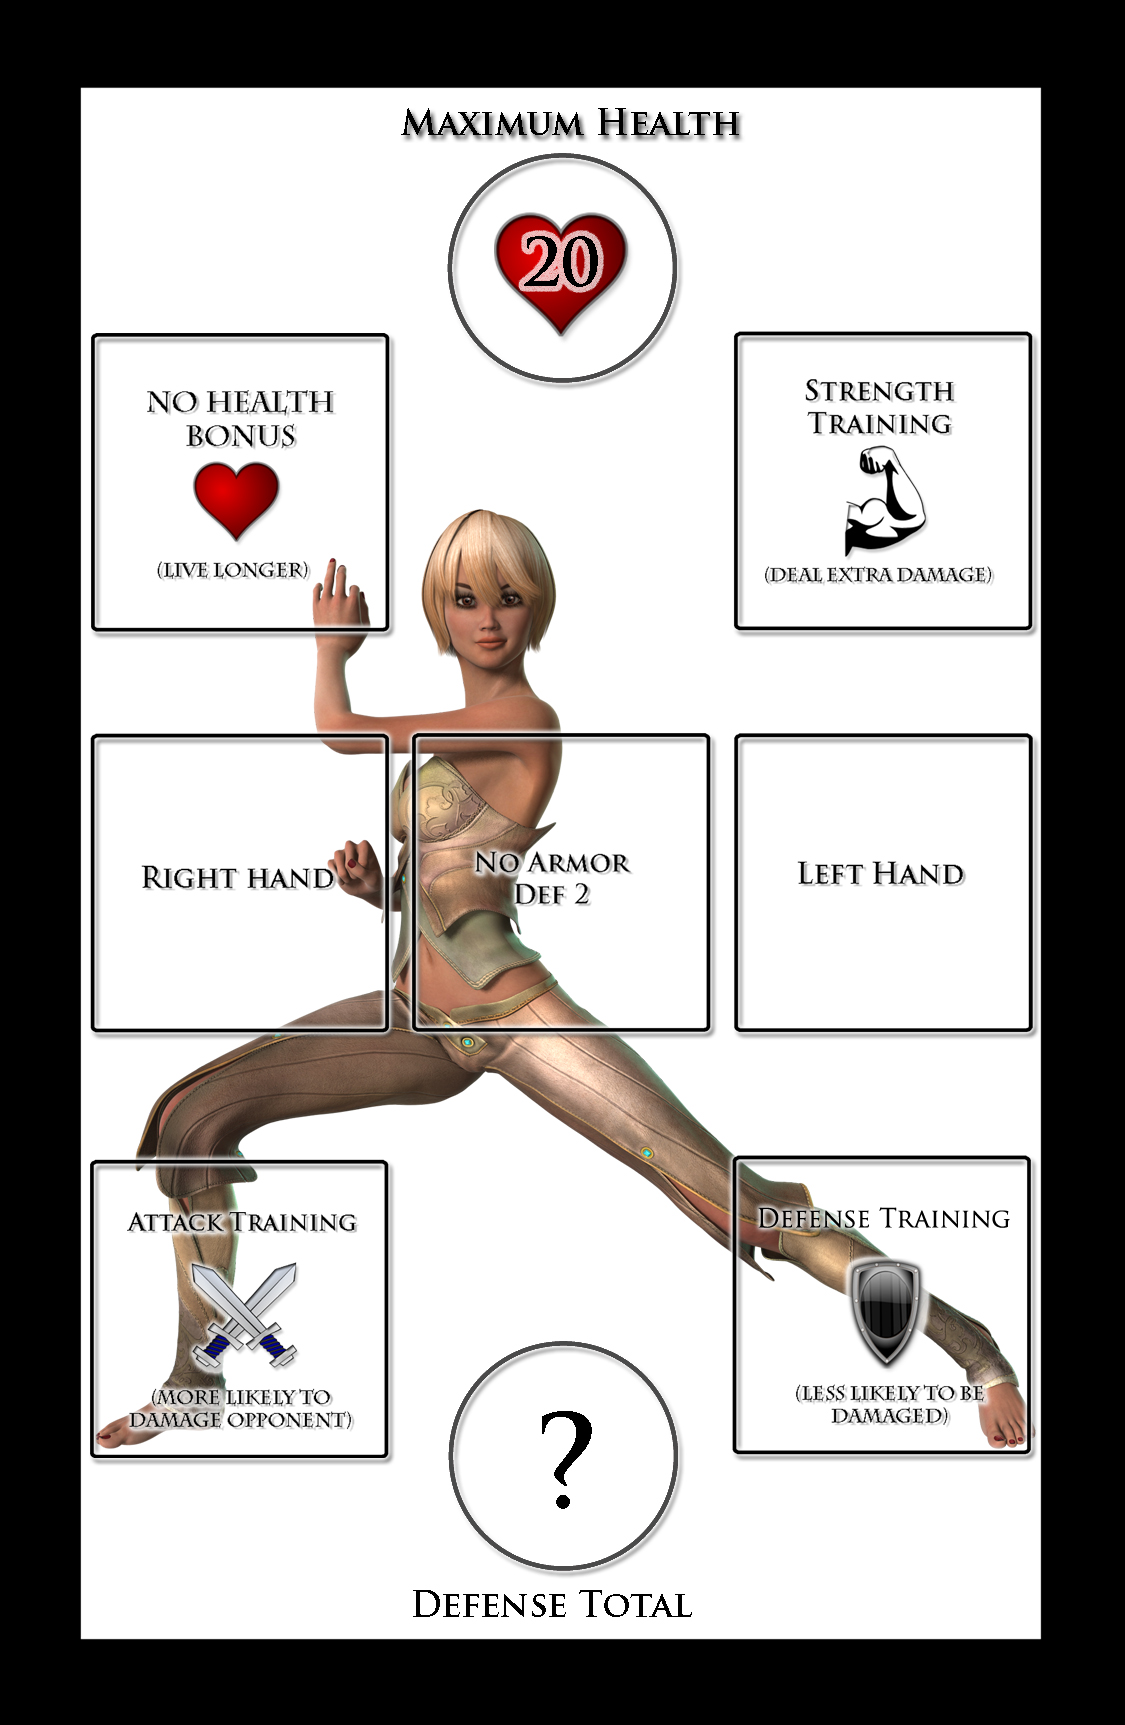 MAXIMUM HEALTH
20
NO HEALTH
BONUS
(LIVE LONGER)
STRENGTH
TRAINING
(DEAL EXTRA DAMAGE)
RIGHT HAND
NO ARMOR
DEF 2
LEFT HAND
ATTACK TRAINING
(MORE LIKELY TO
DAMAGE OPPONENT)
DEFENSE TRAINING
(LESS LIKELY TO BE
DAMAGED)
?
DEFENSE TOTAL